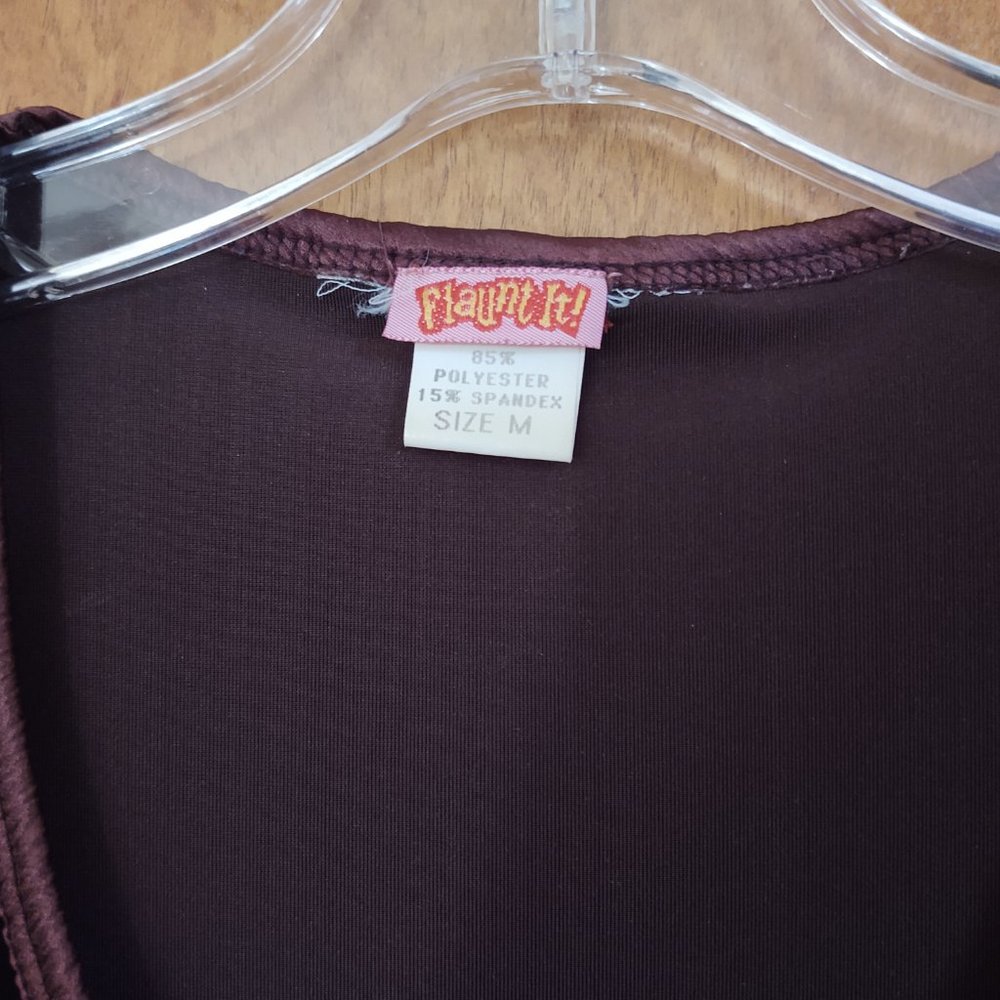 Flaunt It!
85%
POLYESTER
15% SPANDEX
SIZE M